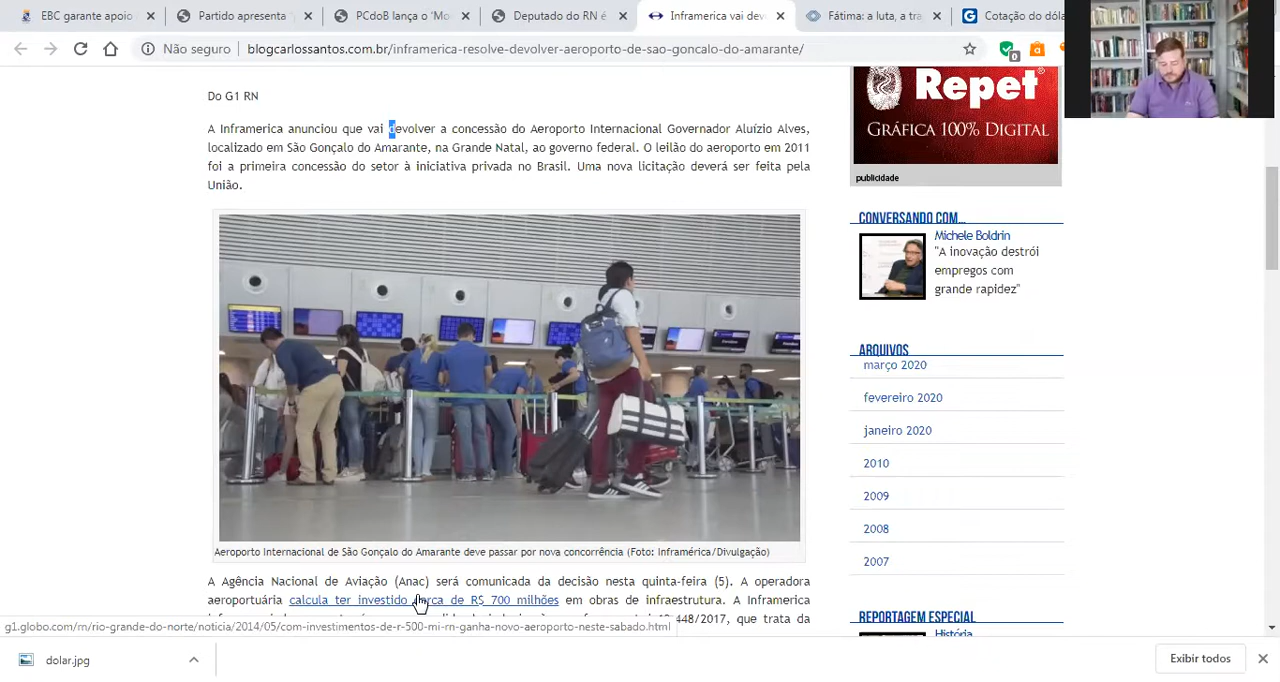 EBC garante apoio
Partido apresenta
PCdoB lança o 'Mo
Deputado do RN é
Inframerica vai dev
Fátima: a luta, a tra
Cotação do dóla
Não seguro
blogcarlossantos.com.br/inframerica-resolve-devolver-aeroporto-de-sao-goncalo-do-amarante/
0
Do G1 RN
A Inframerica anunciou que vai devolver a concessão do Aeroporto Internacional Governador Aluízio Alves,
localizado em São Gonçalo do Amarante, na Grande Natal, ao governo federal. O leilão do aeroporto em 2011
foi a primeira concessão do setor à iniciativa privada no Brasil. Uma nova licitação deverá ser feita pela
União.
Aeroporto Internacional de São Gonçalo do Amarante deve passar por nova concorrência (Foto: Inframérica/Divulgação)
A Agência Nacional de Aviação (Anac) será comunicada da decisão nesta quinta-feira (5). A operadora
aeroportuária calcula ter investido cerca de R$ 700 milhões em obras de infraestrutura. A Inframerica
448/2017, que trata da
Repet®
GRÁFICA 100% DIGITAL
publicidade
CONVERSANDO COM...
Michele Boldrin
"A inovação destrói
empregos com
grande rapidez"
ARQUIVOS
março 2020
fevereiro 2020
janeiro 2020
2010
2009
2008
2007
REPORTAGEM ESPECIAL
História
g1.globo.com/rn/rio-grande-do-norte/noticia/2014/05/com-investimentos-de-r-500-mi-rn-ganha-novo-aeroporto-neste-sabado.html
dolar.jpg
Exibir todos